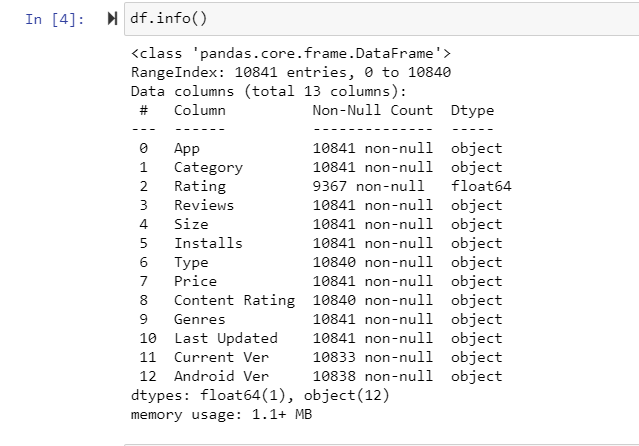 In [4]: df.info()
<class 'pandas.core.frame.DataFrame'>
RangeIndex: 10841 entries, 0 to 10840
Data columns (total 13 columns):
 #   Column          Non-Null Count  Dtype
---  ------          --------------  -----
 0   App             10841 non-null  object
 1   Category        10841 non-null  object
 2   Rating          9367 non-null   float64
 3   Reviews         10841 non-null  object
 4   Size            10841 non-null  object
 5   Installs        10841 non-null  object
 6   Type            10840 non-null  object
 7   Price           10841 non-null  object
 8   Content Rating  10840 non-null  object
 9   Genres          10841 non-null  object
 10  Last Updated    10841 non-null  object
 11  Current Ver     10833 non-null  object
 12  Android Ver     10838 non-null  object
dtypes: float64(1), object(12)
memory usage: 1.1+ MB